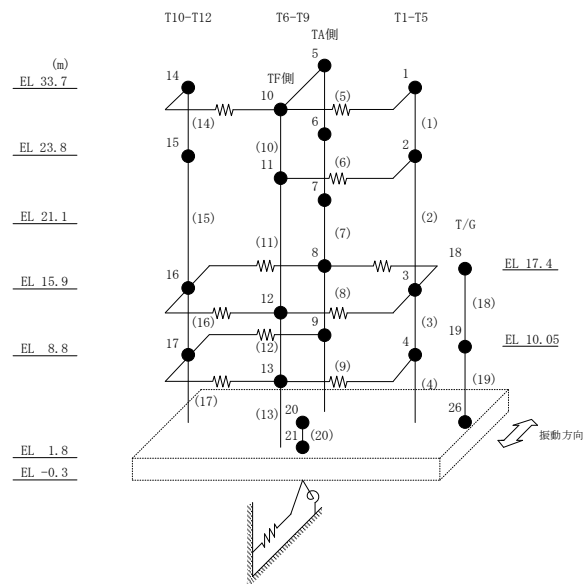 T10-T12 T6-T9 T1-T5
TA側
(m) 5
EL 33.7 14 TF側 10 1
(5)
(14) (1)
6
(10)
EL 23.8 15 11 2
(6)
7
EL 21.1 (15) (7) (2) T/G
(11) 8 18 EL 17.4
EL 15.9 16 3
12 (8) (18)
(16) 9 (3) 19
EL 8.8 17 (12) 4 EL 10.05
13 (9)
(17) (4) (19)
(13) 20 26
21 (20) 振動方向
EL 1.8
EL -0.3